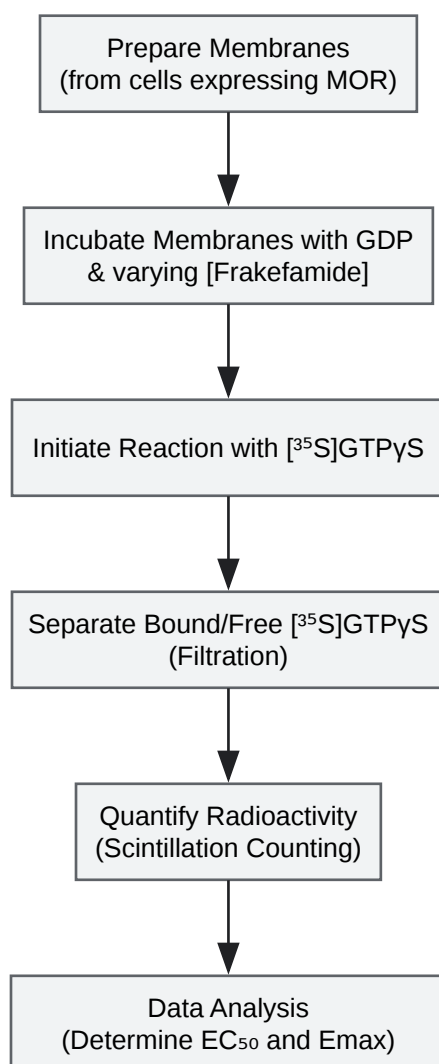 Prepare Membranes
(from cells expressing MOR)
Incubate Membranes with GDP
& varying [Frakefamide]
Initiate Reaction with [³⁵S]GTPγS
Separate Bound/Free [³⁵S]GTPγS
(Filtration)
Quantify Radioactivity
(Scintillation Counting)
Data Analysis
(Determine EC₅₀ and Emax)